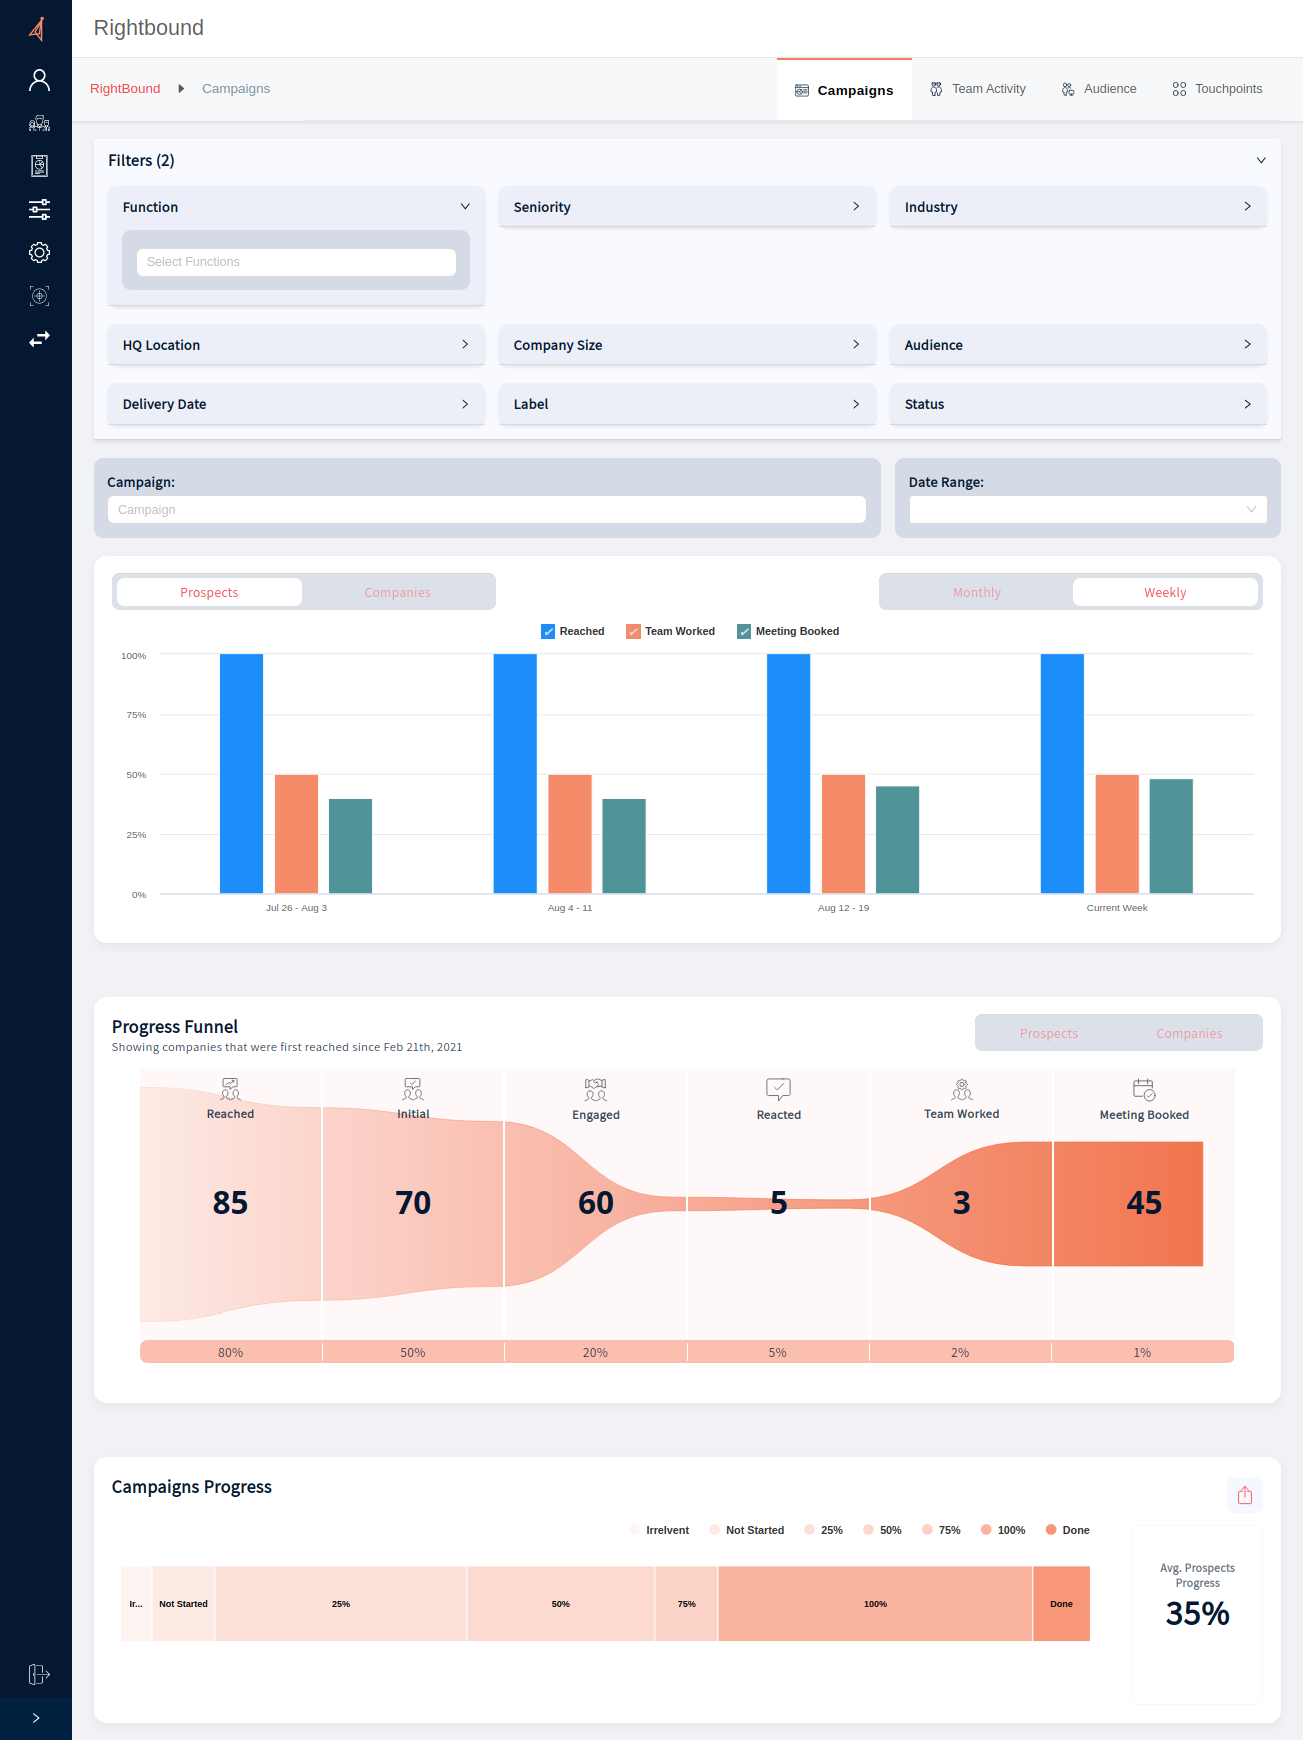 Rightbound
RightBound
Campaigns
Campaigns
Team Activity
Audience
Touchpoints
Filters (2)
Function
Seniority
Industry
Select Functions
HQ Location
Company Size
Audience
Delivery Date
Label
Status
Campaign:
Date Range:
Campaign
Prospects
Companies
Monthly
Weekly
Reached
Team Worked
Meeting Booked
100%
75%
50%
25%
0%
Jul 26 - Aug 3
Aug 4 - 11
Aug 12 - 19
Current Week
Progress Funnel
Prospects
Companies
Showing companies that were first reached since Feb 21th, 2021
Reached
Initial
Engaged
Reacted
Team Worked
Meeting Booked
85
70
60
5
3
45
80%
50%
20%
5%
2%
1%
Campaigns Progress
Irrelvent
Not Started
25%
50%
75%
100%
Done
Ir...
Not Started
25%
50%
75%
100%
Done
Avg. Prospects
Progress
35%